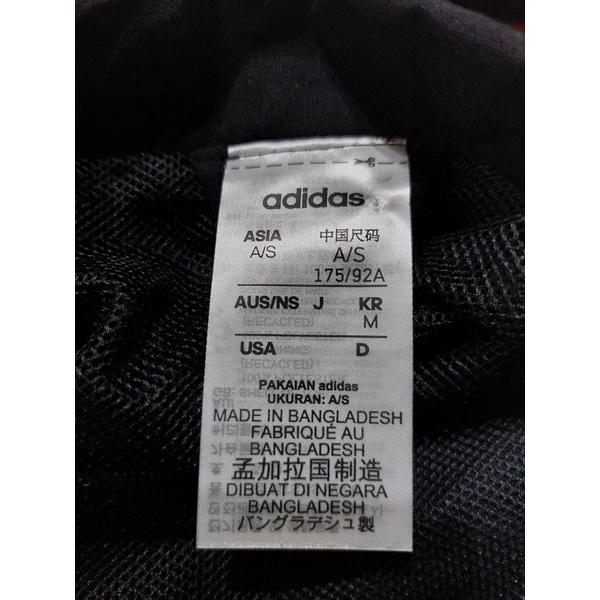 adidas
ASIA 中国尺码
A/S A/S
175/92A
AUS/NS J KR
M
USA D
PAKAIAN adidas
UKURAN: A/S
MADE IN BANGLADESH
FABRIQUÉ AU
BANGLADESH
孟加拉国制造
DIBUAT DI NEGARA
BANGLADESH
バングラデシュ製